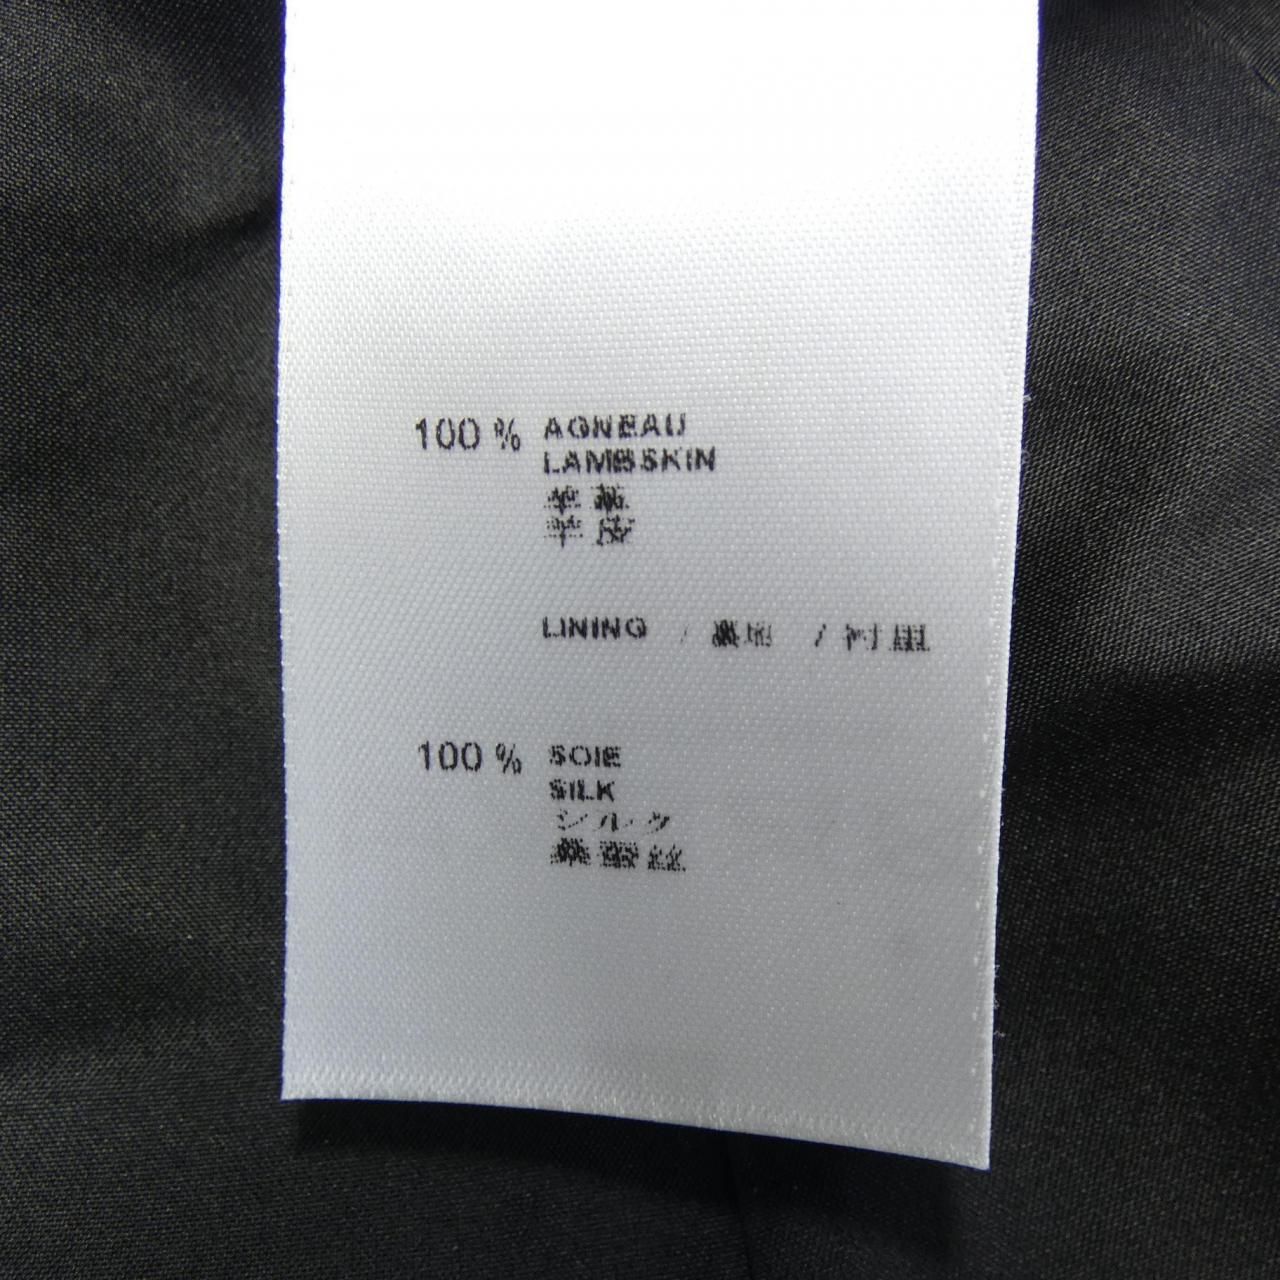 100 % AGNEAU
LAMBSKIN
羊革
羊皮
LINING / 裏地 / 衬里
100 % SOIE
SILK
シルク
桑蚕丝